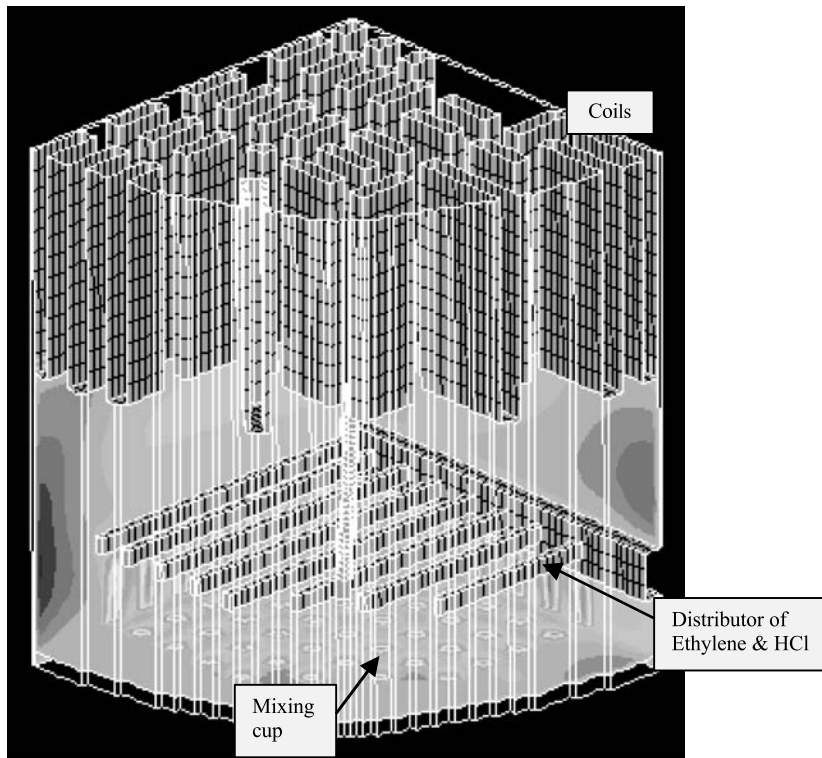 Coils
Distributor of
Ethylene & HCl
Mixing
cup